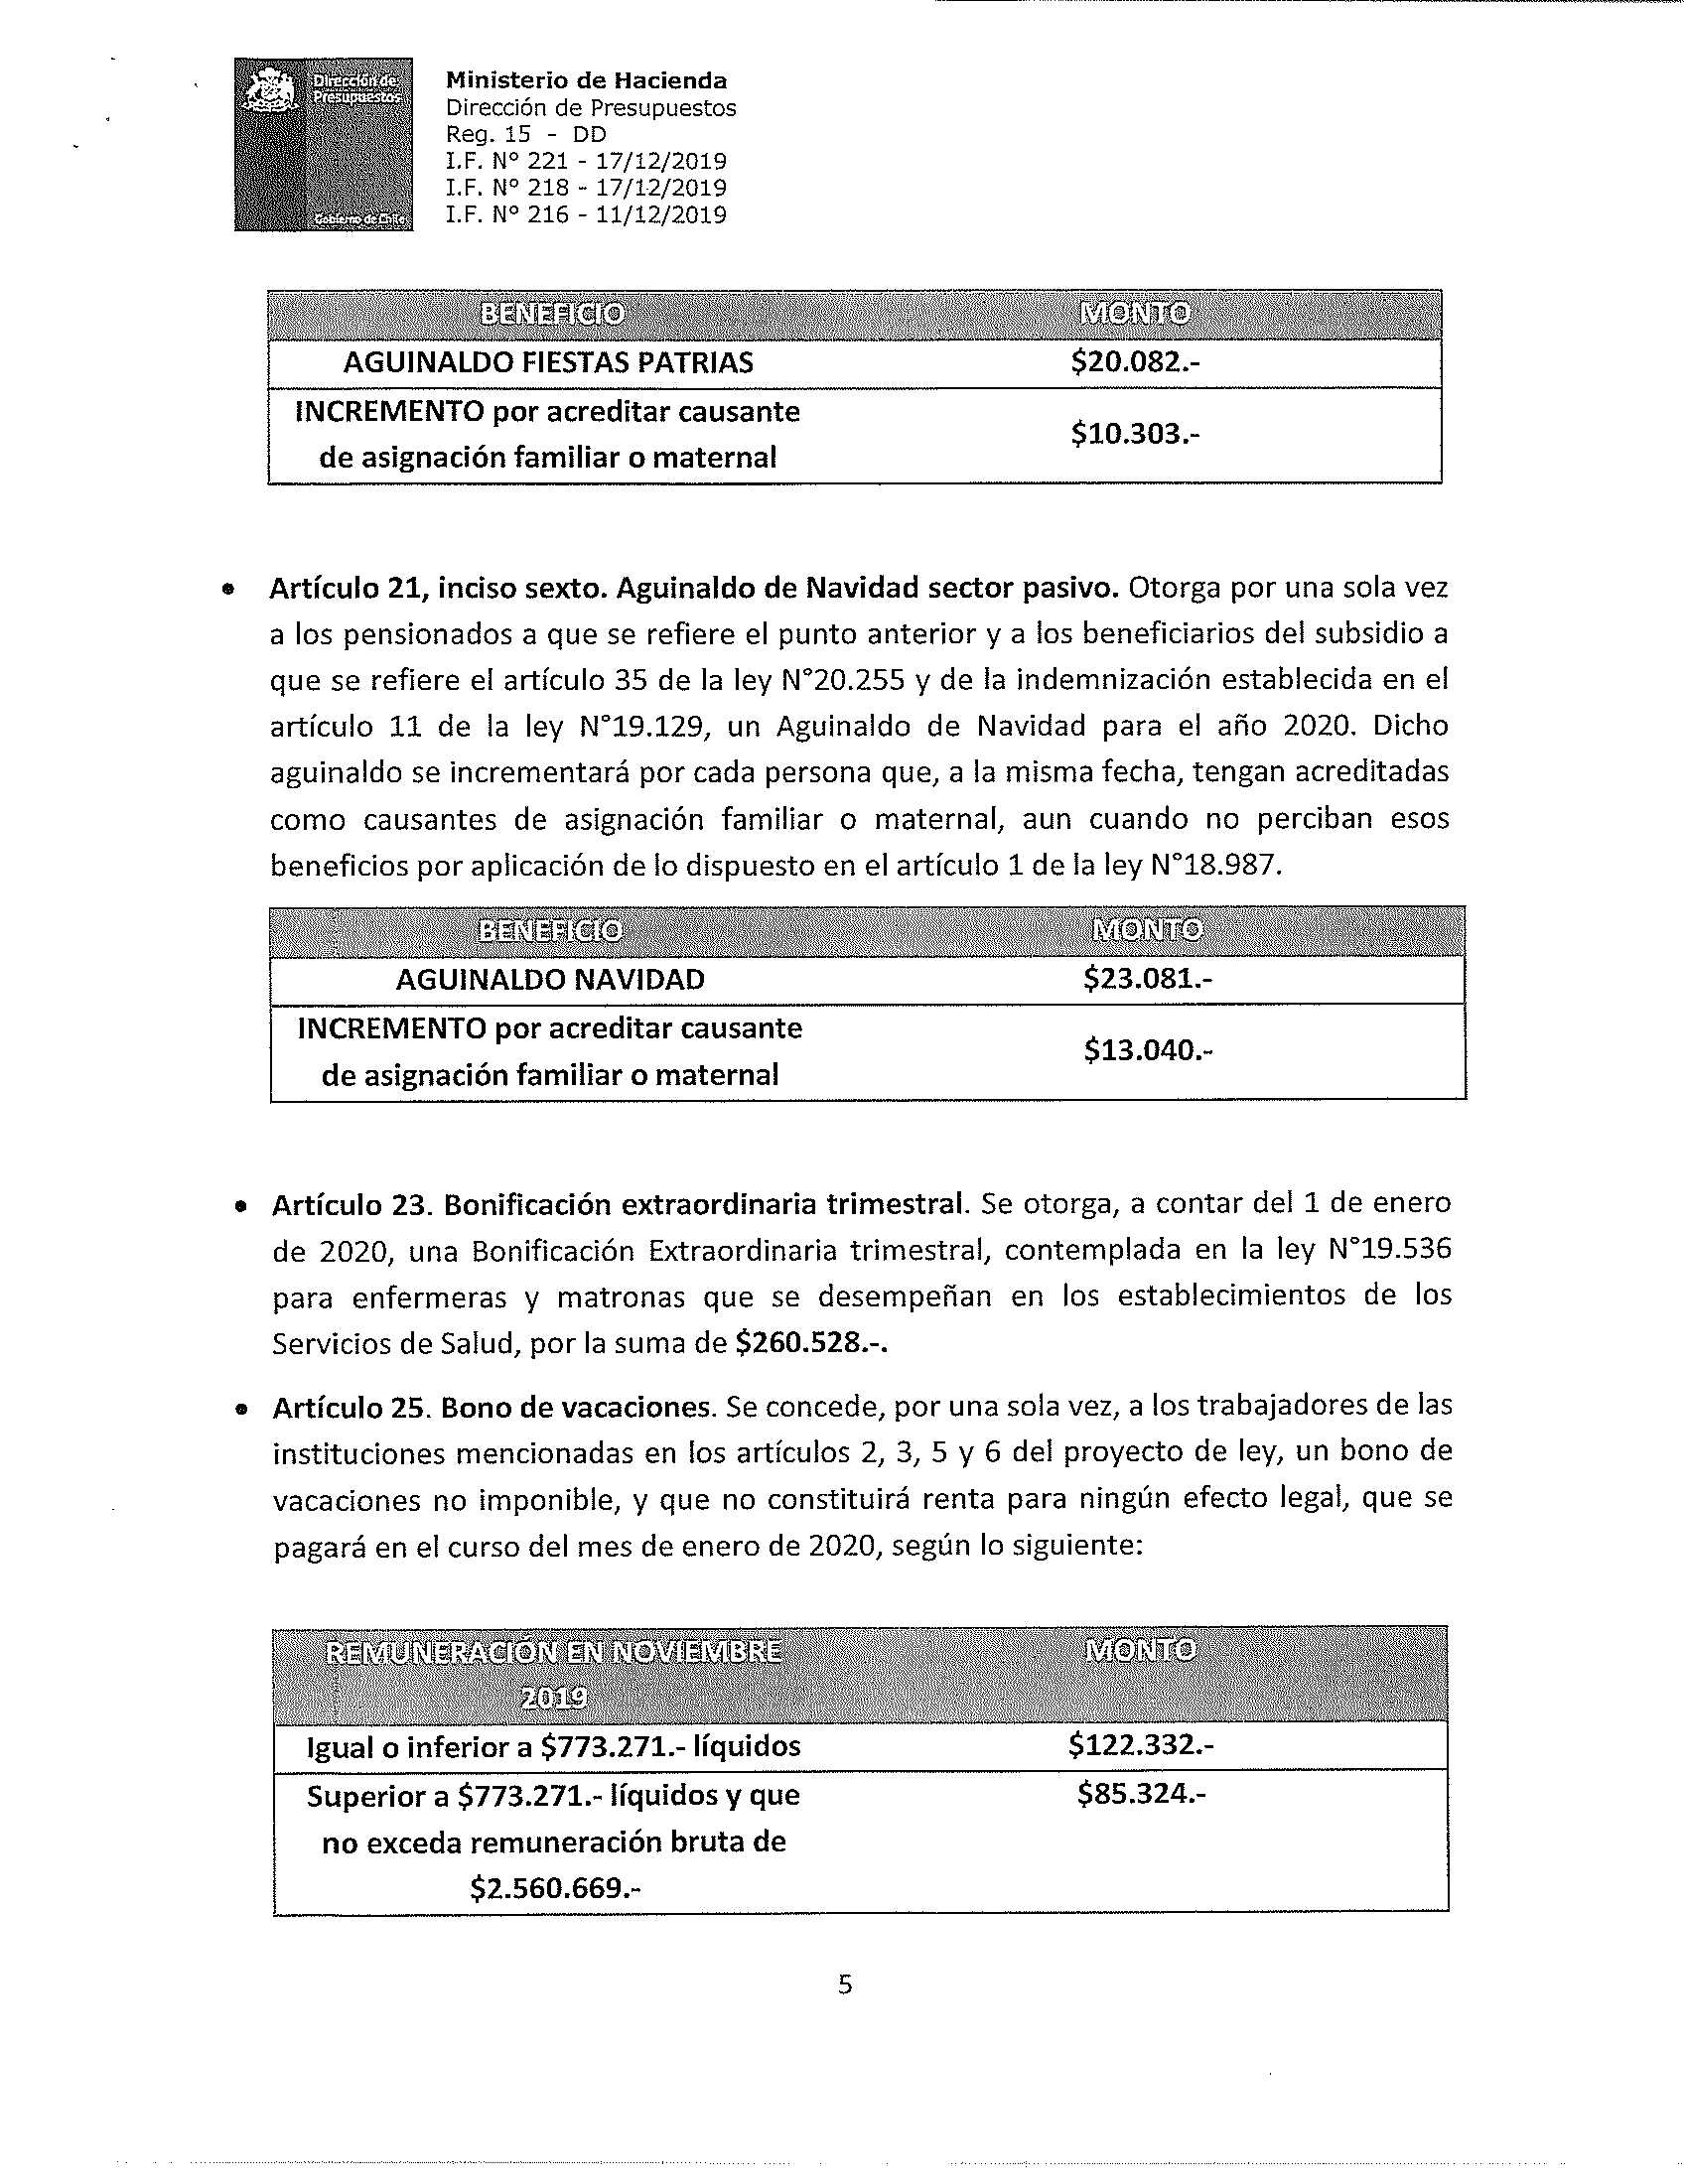 Dirección de
Presupuestos
Gobierno de Chile
Ministerio de Hacienda
Dirección de Presupuestos
Reg. 15 - DD
I.F. N° 221 - 17/12/2019
I.F. N° 218 - 17/12/2019
I.F. N° 216 - 11/12/2019
BENEFICIO MONTO
AGUINALDO FIESTAS PATRIAS $20.082.-
INCREMENTO por acreditar causante
de asignación familiar o maternal
$10.303.-
• Artículo 21, inciso sexto. Aguinaldo de Navidad sector pasivo. Otorga por una sola vez
a los pensionados a que se refiere el punto anterior y a los beneficiarios del subsidio a
que se refiere el artículo 35 de la ley N°20.255 y de la indemnización establecida en el
artículo 11 de la ley N°19.129, un Aguinaldo de Navidad para el año 2020. Dicho
aguinaldo se incrementará por cada persona que, a la misma fecha, tengan acreditadas
como causantes de asignación familiar o maternal, aun cuando no perciban esos
beneficios por aplicación de lo dispuesto en el artículo 1 de la ley N°18.987.
BENEFICIO MONTO
AGUINALDO NAVIDAD $23.081.-
INCREMENTO por acreditar causante
de asignación familiar o maternal
$13.040.-
• Artículo 23. Bonificación extraordinaria trimestral. Se otorga, a contar del 1 de enero
de 2020, una Bonificación Extraordinaria trimestral, contemplada en la ley N°19.536
para enfermeras y matronas que se desempeñan en los establecimientos de los
Servicios de Salud, por la suma de $260.528.-.
• Artículo 25. Bono de vacaciones. Se concede, por una sola vez, a los trabajadores de las
instituciones mencionadas en los artículos 2, 3, 5 y 6 del proyecto de ley, un bono de
vacaciones no imponible, y que no constituirá renta para ningún efecto legal, que se
pagará en el curso del mes de enero de 2020, según lo siguiente:
REMUNERACIÓN EN NOVIEMBRE MONTO
2019
Igual o inferior a $773.271.- líquidos $122.332.-
Superior a $773.271.- líquidos y que $85.324.-
no exceda remuneración bruta de
$2.560.669.-
5